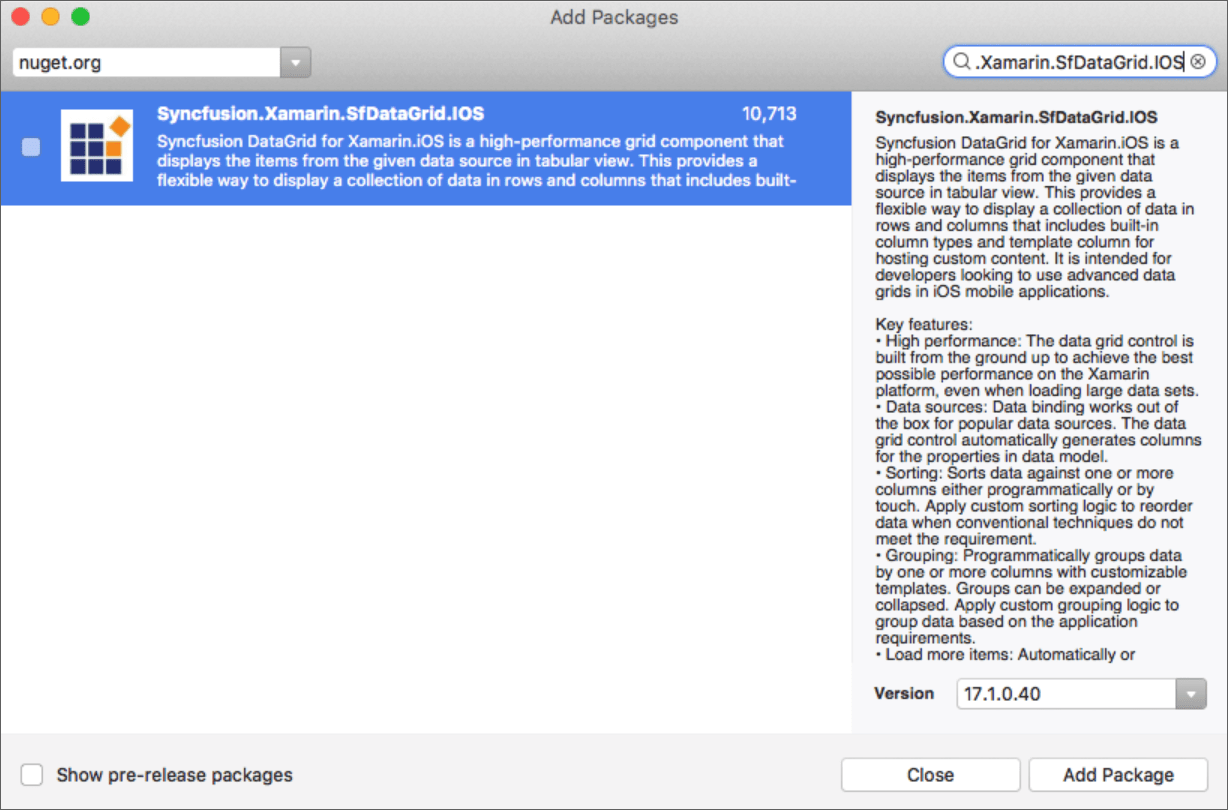 Add Packages
nuget.org
.Xamarin.SfDataGrid.IOS
Syncfusion.Xamarin.SfDataGrid.IOS 10,713
Syncfusion DataGrid for Xamarin.iOS is a high-performance grid component that
displays the items from the given data source in tabular view. This provides a
flexible way to display a collection of data in rows and columns that includes built-
Syncfusion.Xamarin.SfDataGrid.IOS
Syncfusion DataGrid for Xamarin.iOS is a
high-performance grid component that
displays the items from the given data
source in tabular view. This provides a
flexible way to display a collection of data in
rows and columns that includes built-in
column types and template column for
hosting custom content. It is intended for
developers looking to use advanced data
grids in iOS mobile applications.
Key features:
• High performance: The data grid control is
built from the ground up to achieve the best
possible performance on the Xamarin
platform, even when loading large data sets.
• Data sources: Data binding works out of
the box for popular data sources. The data
grid control automatically generates columns
for the properties in data model.
• Sorting: Sorts data against one or more
columns either programmatically or by
touch. Apply custom sorting logic to reorder
data when conventional techniques do not
meet the requirement.
• Grouping: Programmatically groups data
by one or more columns with customizable
templates. Groups can be expanded or
collapsed. Apply custom grouping logic to
group data based on the application
requirements.
• Load more items: Automatically or
Version 17.1.0.40
Show pre-release packages
Close
Add Package